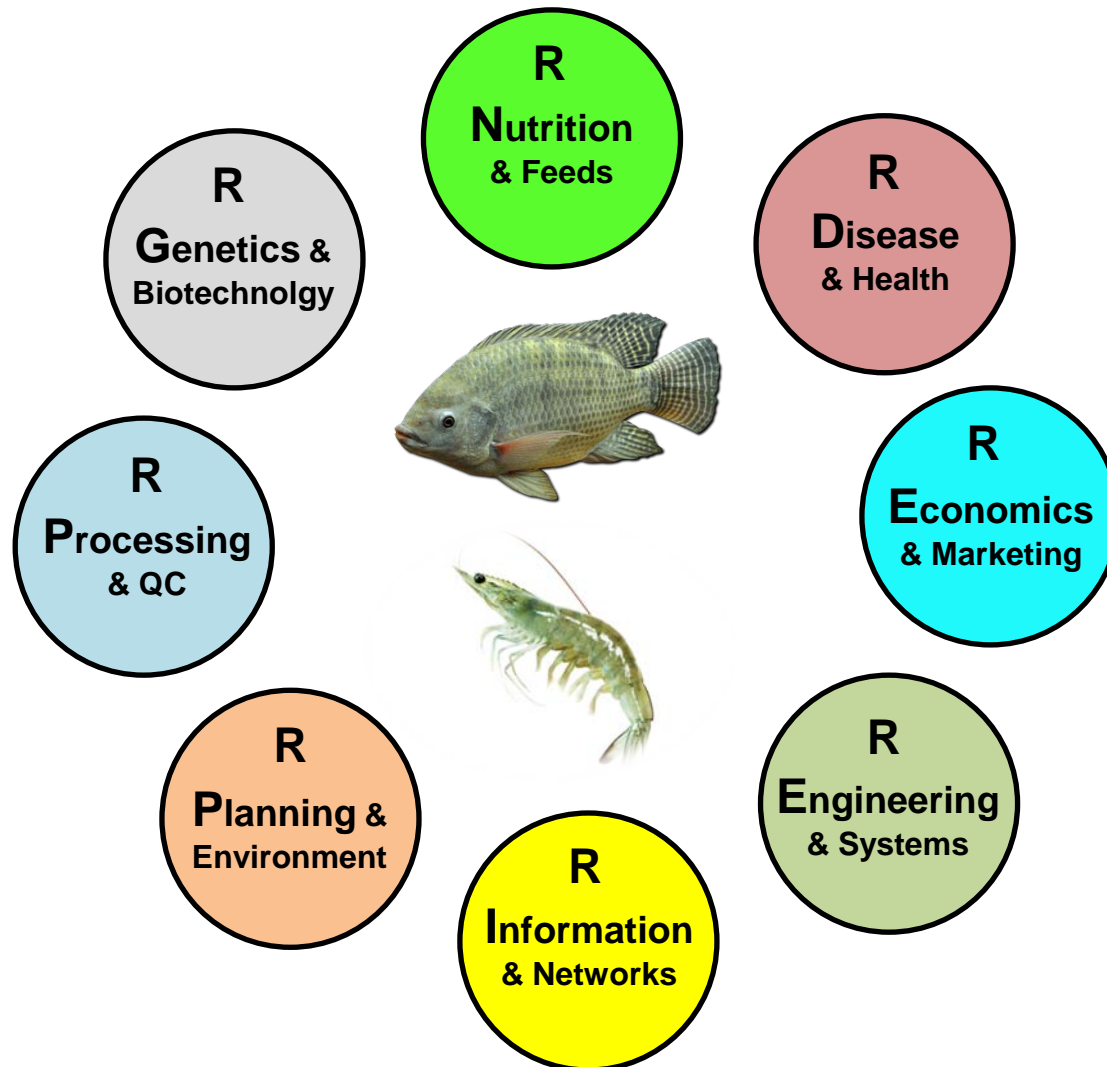 R
Nutrition
& Feeds
R
Disease
& Health
R
Economics
& Marketing
R
Engineering
& Systems
R
Information
& Networks
R
Planning &
Environment
R
Processing
& QC
R
Genetics &
Biotechnolgy